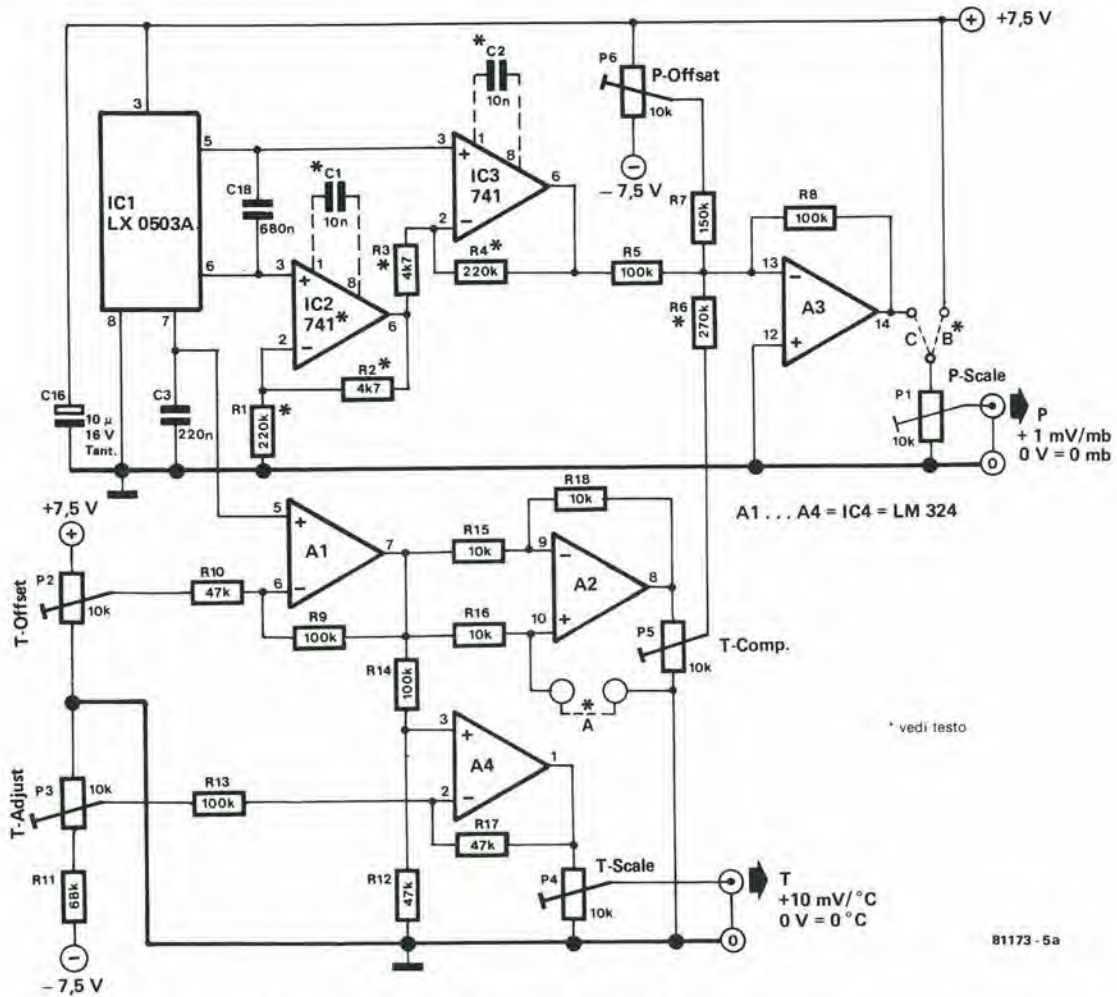 +7,5 V
3
IC1
LX 0503A
5
6
8
7
C18
680n
* C1
10n
3
1
8
IC2
741*
6
2
R2*
4k7
R1
220k
*
* C2
10n
3
1
8
IC3
741
6
2
R3
4k7
*
R4*
220k
P6
10k
P-Offsat
- 7,5 V
R7
150k
R5
100k
R6
270k
*
R8
100k
13
A3
12
14
C
B
*
P-Scale
P1
10k
P
+ 1 mV/mb
0 V = 0 mb
0
C16
10 µ
16 V
Tant.
C3
220n
A1 . . . A4 = IC4 = LM 324
+7,5 V
T-Offset
P2
10k
R10
47k
5
A1
7
6
R9
100k
R15
10k
R16
10k
R18
10k
9
A2
8
10
P5
10k
T-Comp.
*
A
R14
100k
* vedi testo
T-Adjust
P3
10k
R13
100k
3
A4
1
2
R17
47k
R11
68k
R12
47k
T-Scale
P4
10k
T
+10 mV/°C
0 V = 0 °C
0
- 7,5 V
81173 - 5a